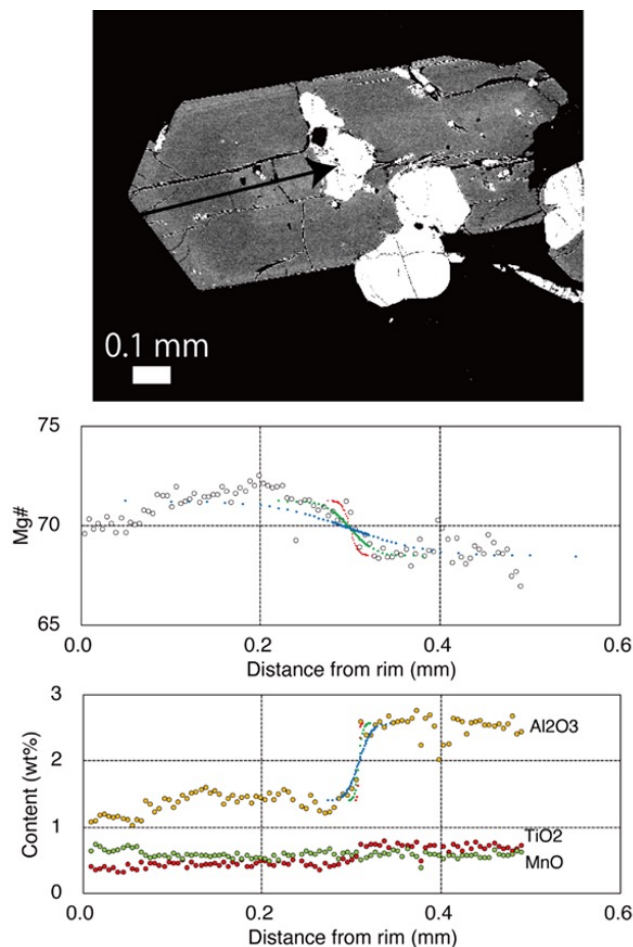 0.1 mm
75
70
65
Mg#
0.0 0.2 0.4 0.6
Distance from rim (mm)
3
2
1
0
Content (wt%)
Al2O3
TiO2
MnO
0.0 0.2 0.4 0.6
Distance from rim (mm)